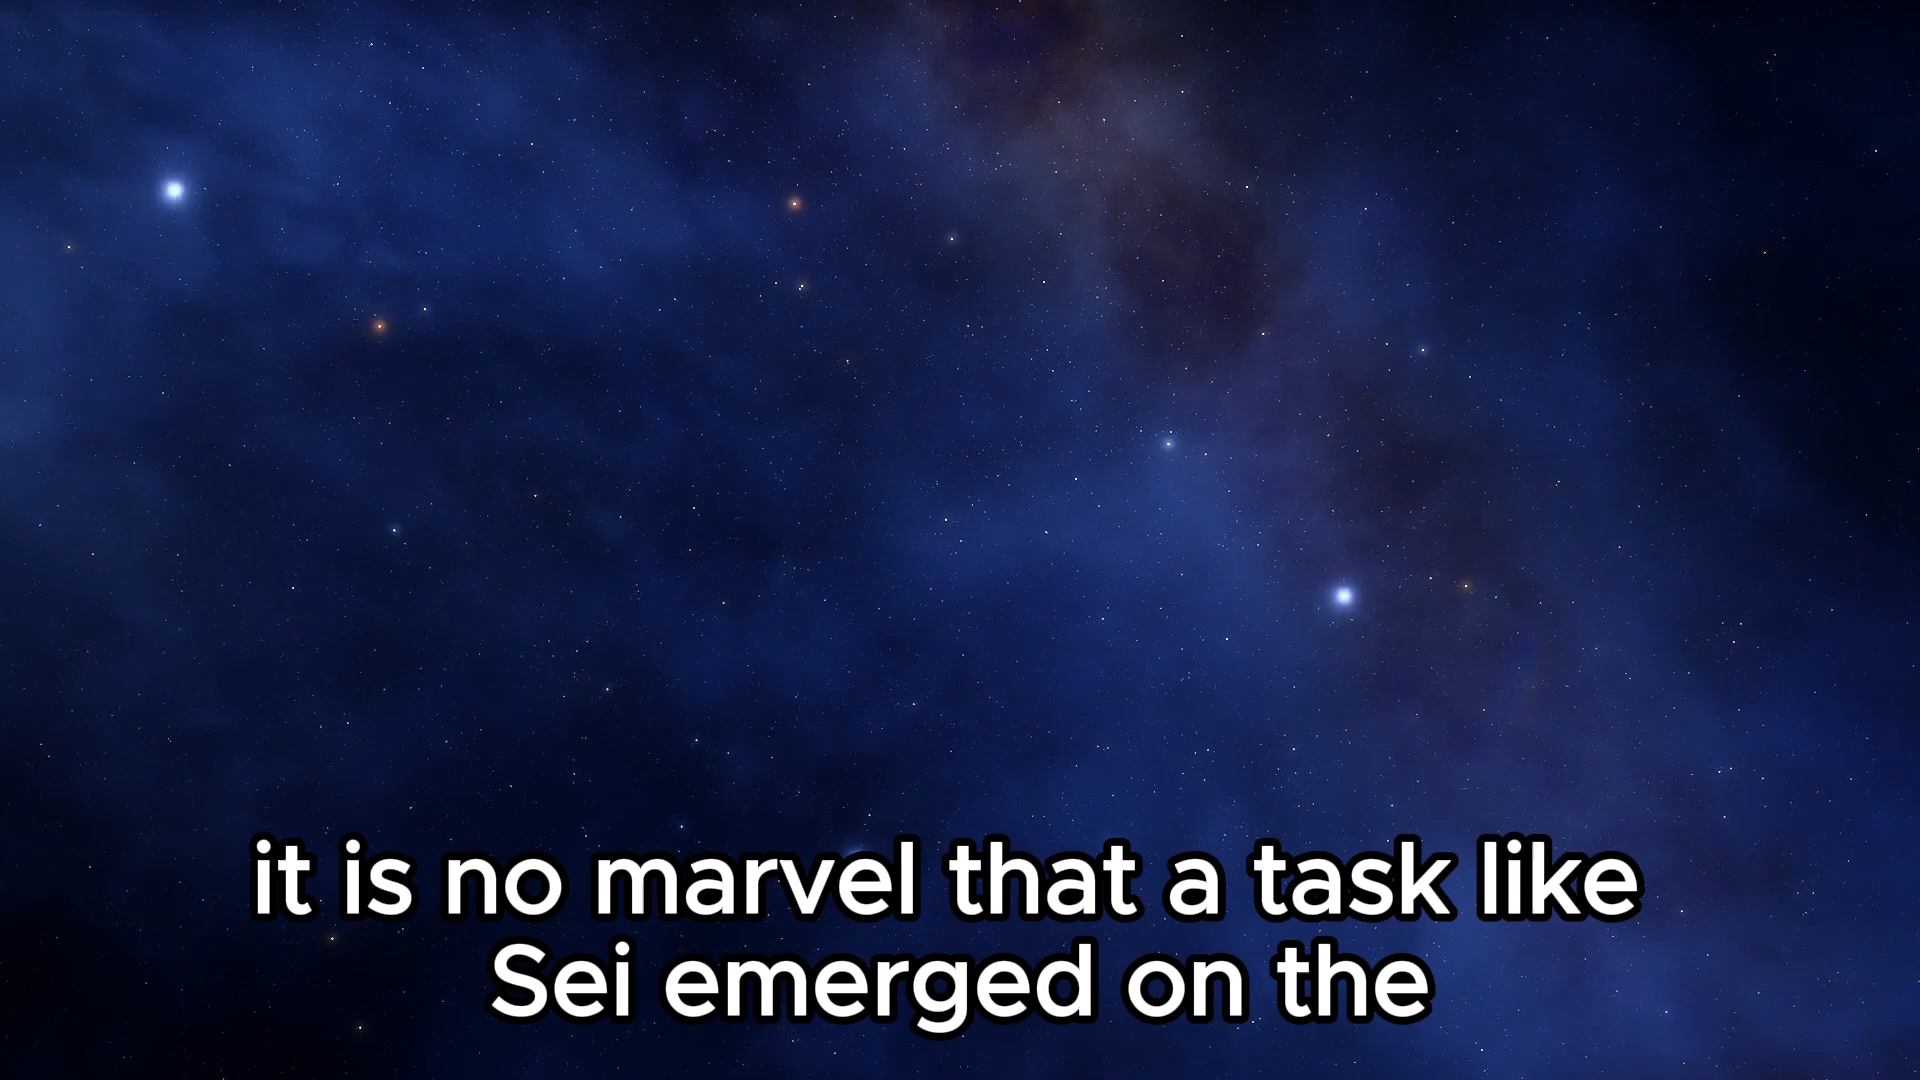 it is no marvel that a task like
Sei emerged on the